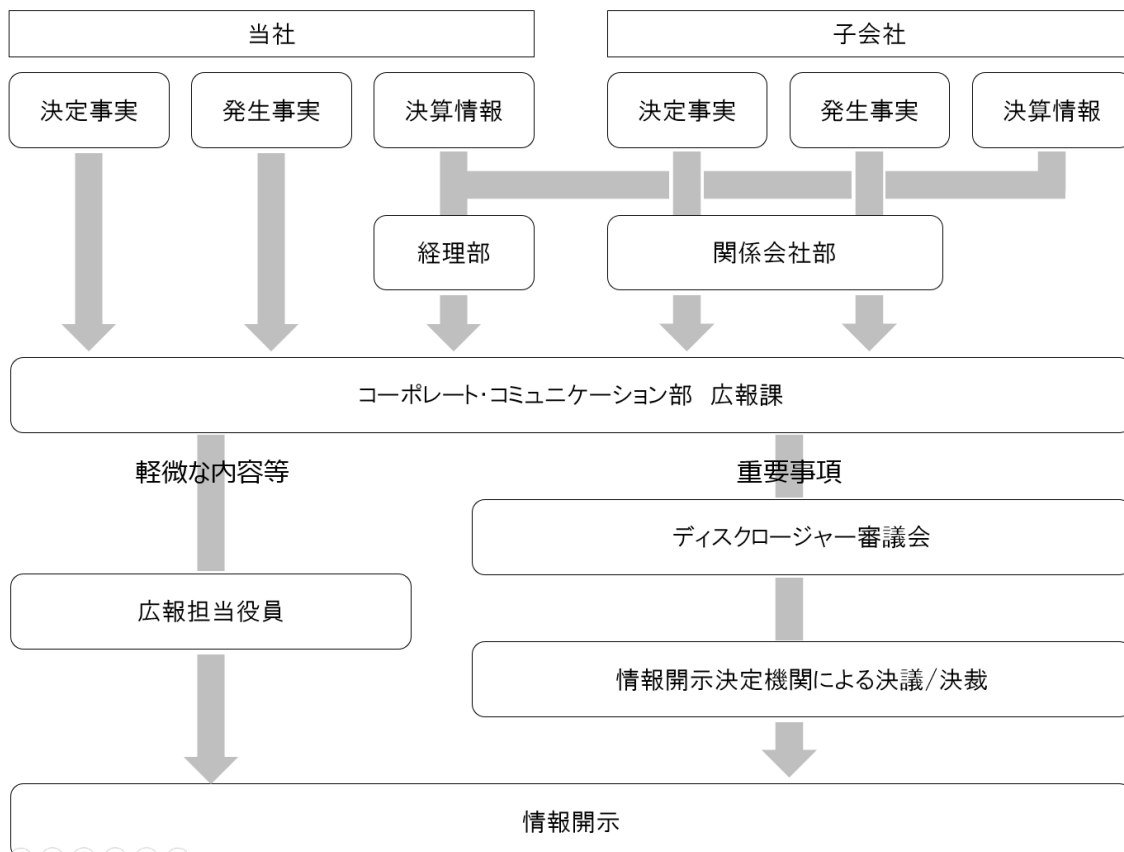 当社
子会社
決定事実
発生事実
決算情報
決定事実
発生事実
決算情報
経理部
関係会社部
コーポレート・コミュニケーション部 広報課
軽微な内容等
重要事項
ディスクロージャー審議会
広報担当役員
情報開示決定機関による決議/決裁
情報開示